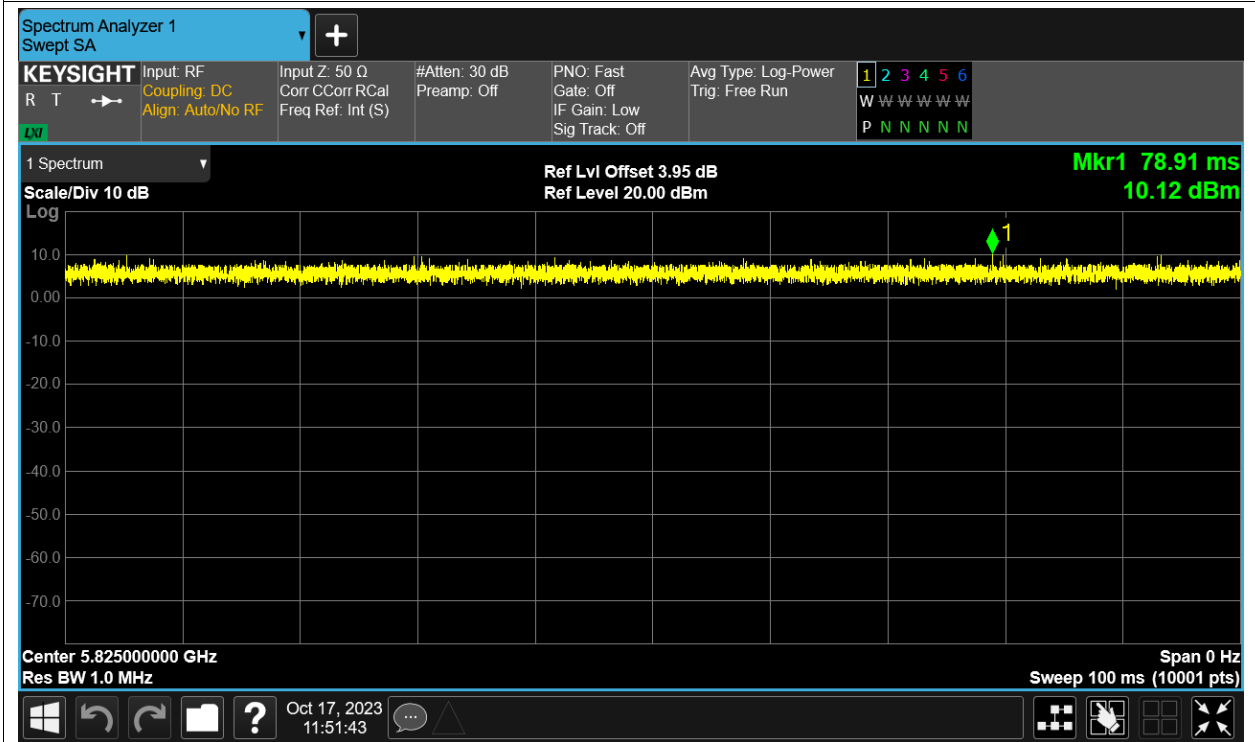 Spectrum Analyzer 1
Swept SA
KEYSIGHT
R T
LXI
Input: RF
Coupling: DC
Align: Auto/No RF
Input Z: 50 Ω
Corr CCorr RCal
Freq Ref: Int (S)
#Atten: 30 dB
Preamp: Off
PNO: Fast
Gate: Off
IF Gain: Low
Sig Track: Off
Avg Type: Log-Power
Trig: Free Run
1 2 3 4 5 6
W W W W W W
P N N N N N
1 Spectrum
Scale/Div 10 dB
Ref Lvl Offset 3.95 dB
Ref Level 20.00 dBm
Mkr1 78.91 ms
10.12 dBm
Log
1
10.0
0.00
-10.0
-20.0
-30.0
-40.0
-50.0
-60.0
-70.0
Center 5.825000000 GHz
Res BW 1.0 MHz
Span 0 Hz
Sweep 100 ms (10001 pts)
?
Oct 17, 2023
11:51:43